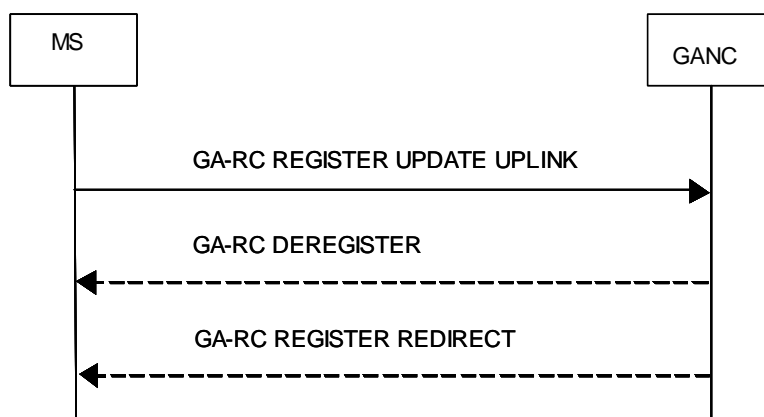 MS
GANC
GA-RC REGISTER UPDATE UPLINK
GA-RC DEREGISTER
GA-RC REGISTER REDIRECT